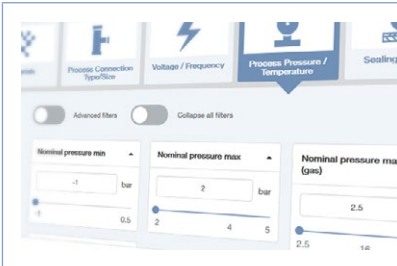 Process Connection
Type/Size
Voltage / Frequency
Process Pressure /
Temperature
Sealing
Advanced filters
Collapse all filters
Nominal pressure min
-1
bar
-1
0.5
Nominal pressure max
2
bar
2
4
5
Nominal pressure ma
(gas)
2.5
2.5
16